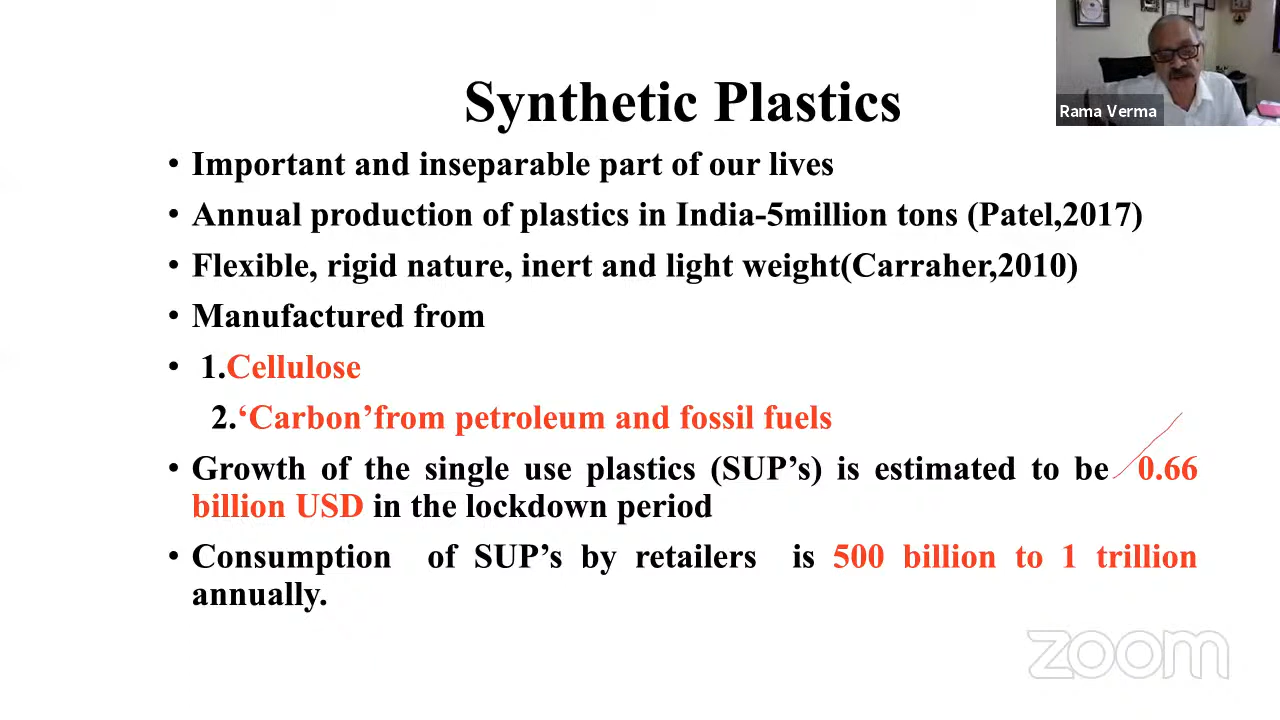 Rama Verma
Synthetic Plastics
• Important and inseparable part of our lives
• Annual production of plastics in India-5million tons (Patel,2017)
• Flexible, rigid nature, inert and light weight(Carraher,2010)
• Manufactured from
• 1.Cellulose
2.‘Carbon’from petroleum and fossil fuels
• Growth of the single use plastics (SUP’s) is estimated to be 0.66
billion USD in the lockdown period
• Consumption of SUP’s by retailers is 500 billion to 1 trillion
annually.
zoom